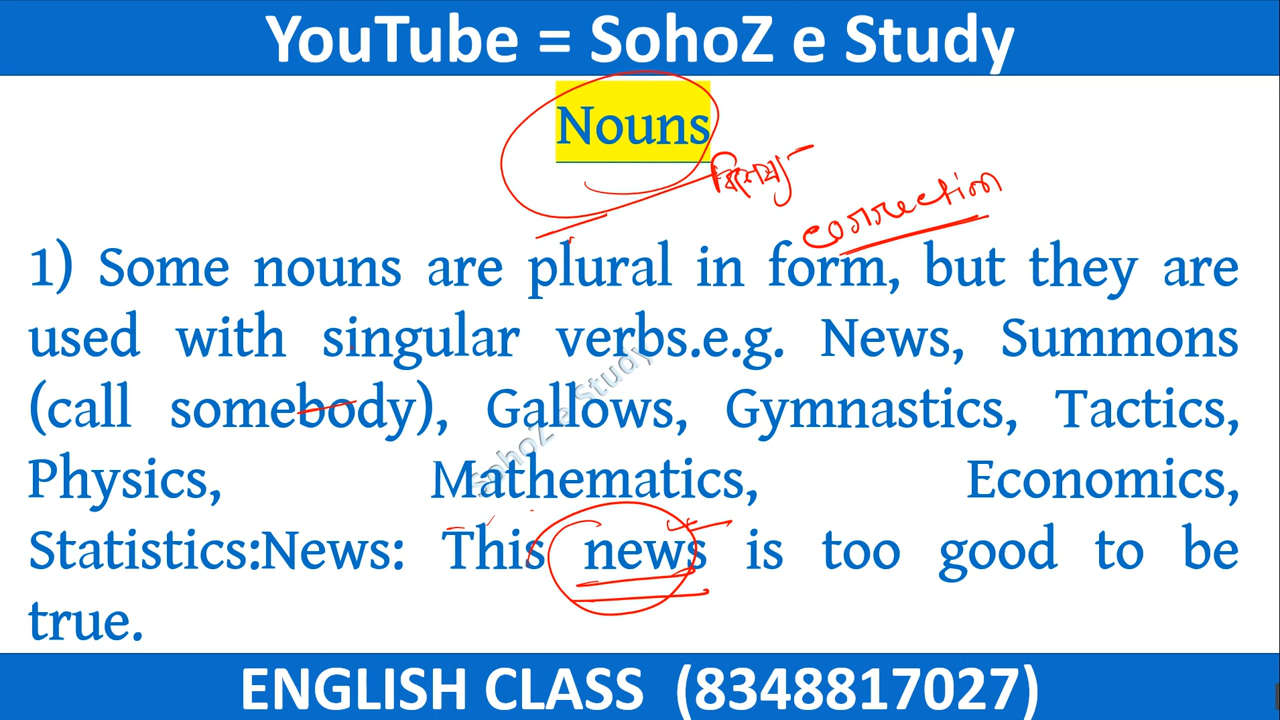 YouTube = SohoZ e Study
Nouns
বিশেষ্য
correction
1) Some nouns are plural in form, but they are
used with singular verbs.e.g. News, Summons
(call somebody), Gallows, Gymnastics, Tactics,
Physics, Mathematics, Economics,
Statistics:News: This news is too good to be
true.
SohoZ e Study
ENGLISH CLASS (8348817027)